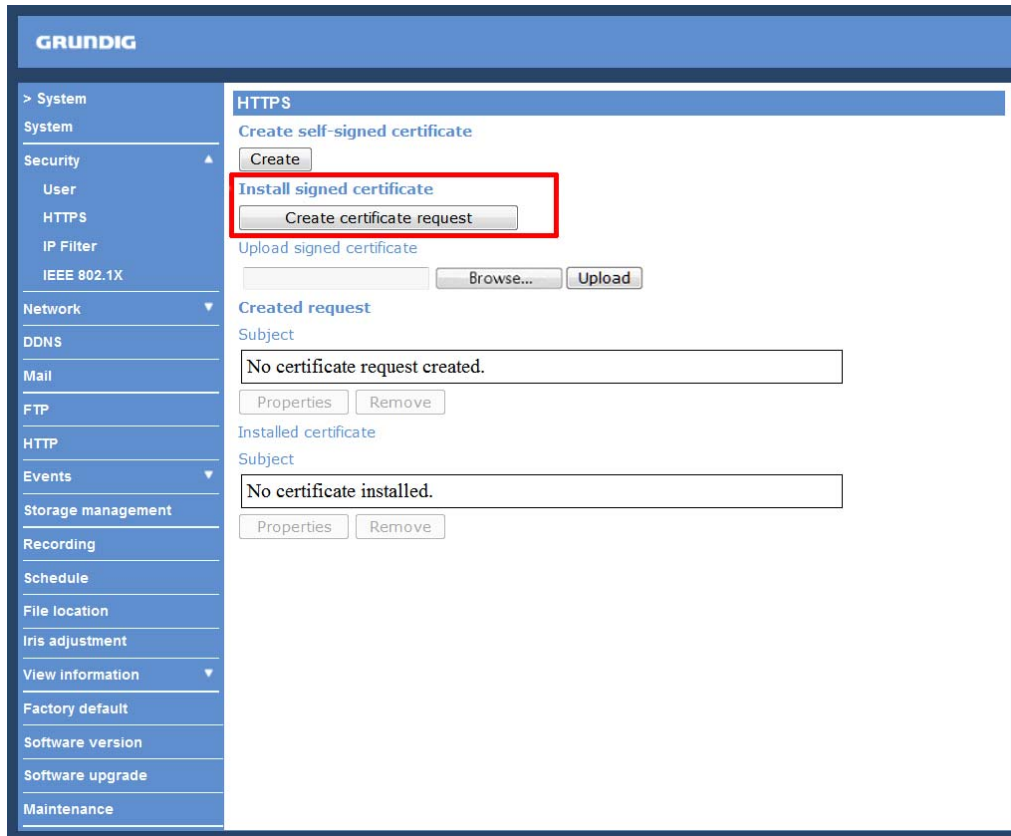 GRUNDIG
> System
System
Security
User
HTTPS
IP Filter
IEEE 802.1X
Network
DDNS
Mail
FTP
HTTP
Events
Storage management
Recording
Schedule
File location
Iris adjustment
View information
Factory default
Software version
Software upgrade
Maintenance
HTTPS
Create self-signed certificate
Create
Install signed certificate
Create certificate request
Upload signed certificate
Browse... Upload
Created request
Subject
No certificate request created.
Properties Remove
Installed certificate
Subject
No certificate installed.
Properties Remove